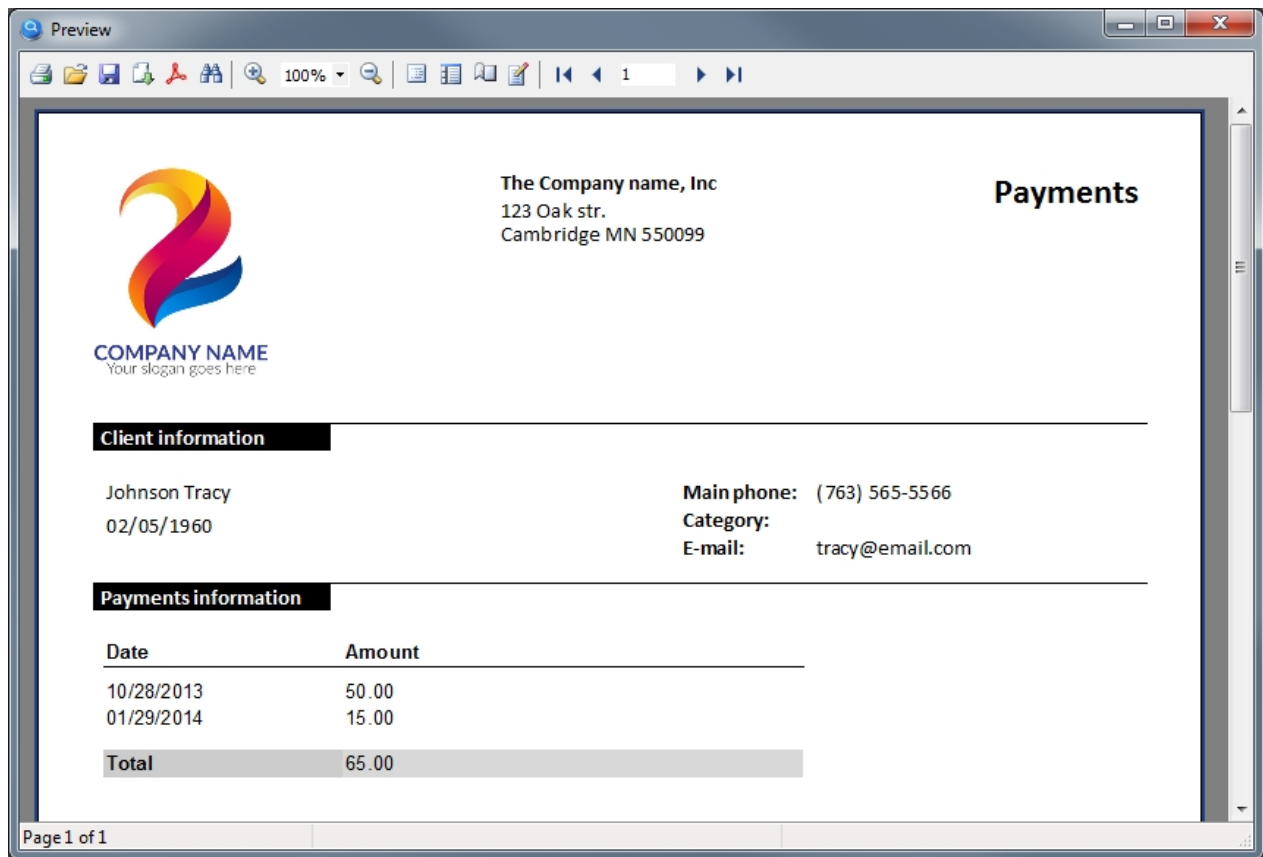 Preview
100%
1
The Company name, Inc
123 Oak str.
Cambridge MN 550099
Payments
COMPANY NAME
Your slogan goes here
Client information
Johnson Tracy
02/05/1960
Main phone: (763) 565-5566
Category:
E-mail: tracy@email.com
Payments information
Date Amount
10/28/2013 50.00
01/29/2014 15.00
Total 65.00
Page 1 of 1